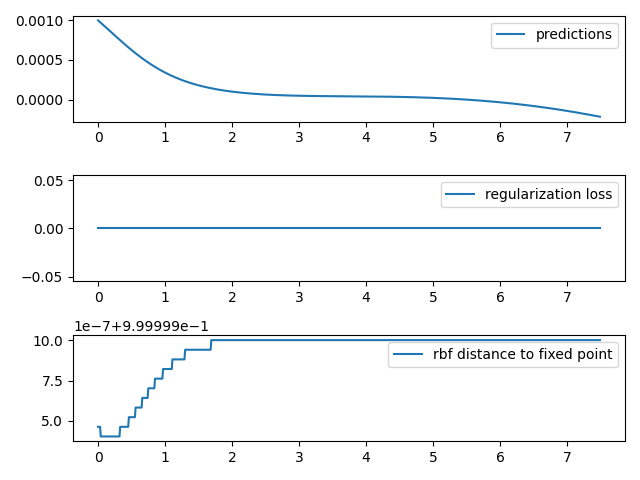 0.0010
predictions
0.0005
0.0000
0 1 2 3 4 5 6 7
0.05
regularization loss
0.00
−0.05
0 1 2 3 4 5 6 7
1e−7+9.99999e−1
10.0
rbf distance to fixed point
7.5
5.0
0 1 2 3 4 5 6 7